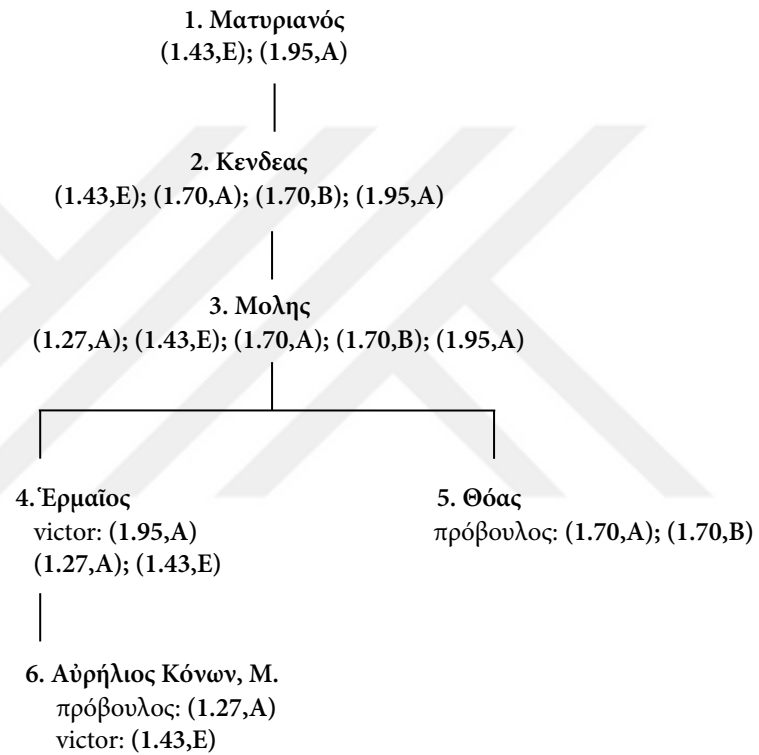 1. Ματυριανός
(1.43,E); (1.95,A)
2. Κενδεας
(1.43,E); (1.70,A); (1.70,B); (1.95,A)
3. Μολης
(1.27,A); (1.43,E); (1.70,A); (1.70,B); (1.95,A)
4. Ἑρμαῖος
victor: (1.95,A)
(1.27,A); (1.43,E)
5. Θόας
πρόβουλος: (1.70,A); (1.70,B)
6. Αὐρήλιος Κόνων, Μ.
πρόβουλος: (1.27,A)
victor: (1.43,E)